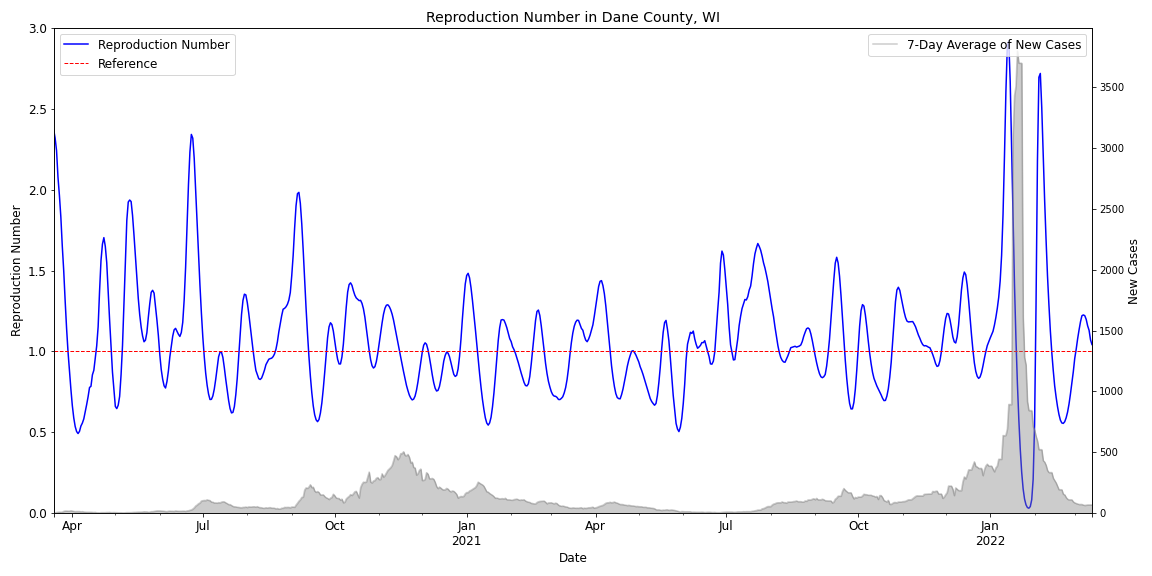 Reproduction Number in Dane County, WI
Reproduction Number
Reference
7-Day Average of New Cases
3.0
2.5
2.0
1.5
1.0
0.5
0.0
Reproduction Number
3500
3000
2500
2000
1500
1000
500
0
New Cases
Apr Jul Oct Jan Apr Jul Oct Jan
2021 2022
Date